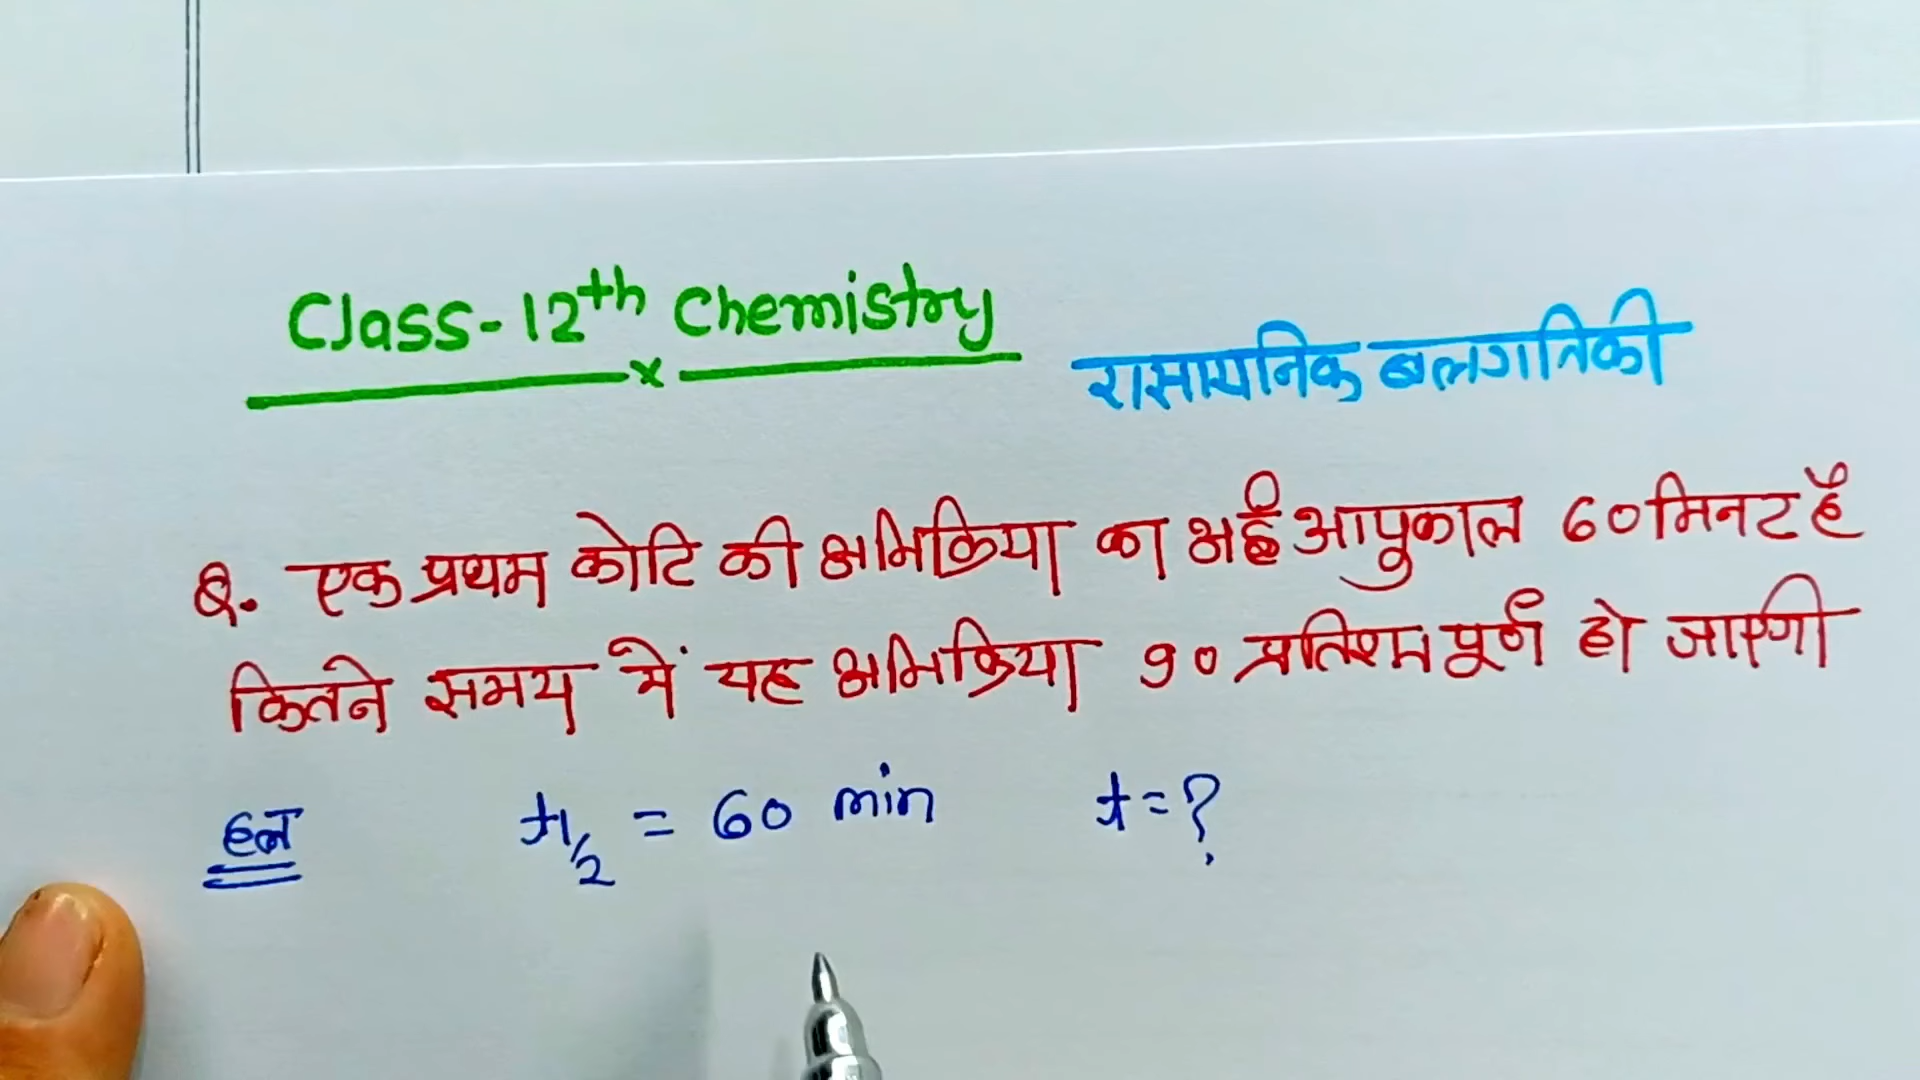 Class-12th Chemistry
रासायनिक बलगतिकी
Q. एक प्रथम कोटि की अभिक्रिया का अर्द्ध आयुकाल 60 मिनट है
कितने समय में यह अभिक्रिया 90 प्रतिशत पूर्ण हो जाएगी
हल t1/2 = 60 min t=?